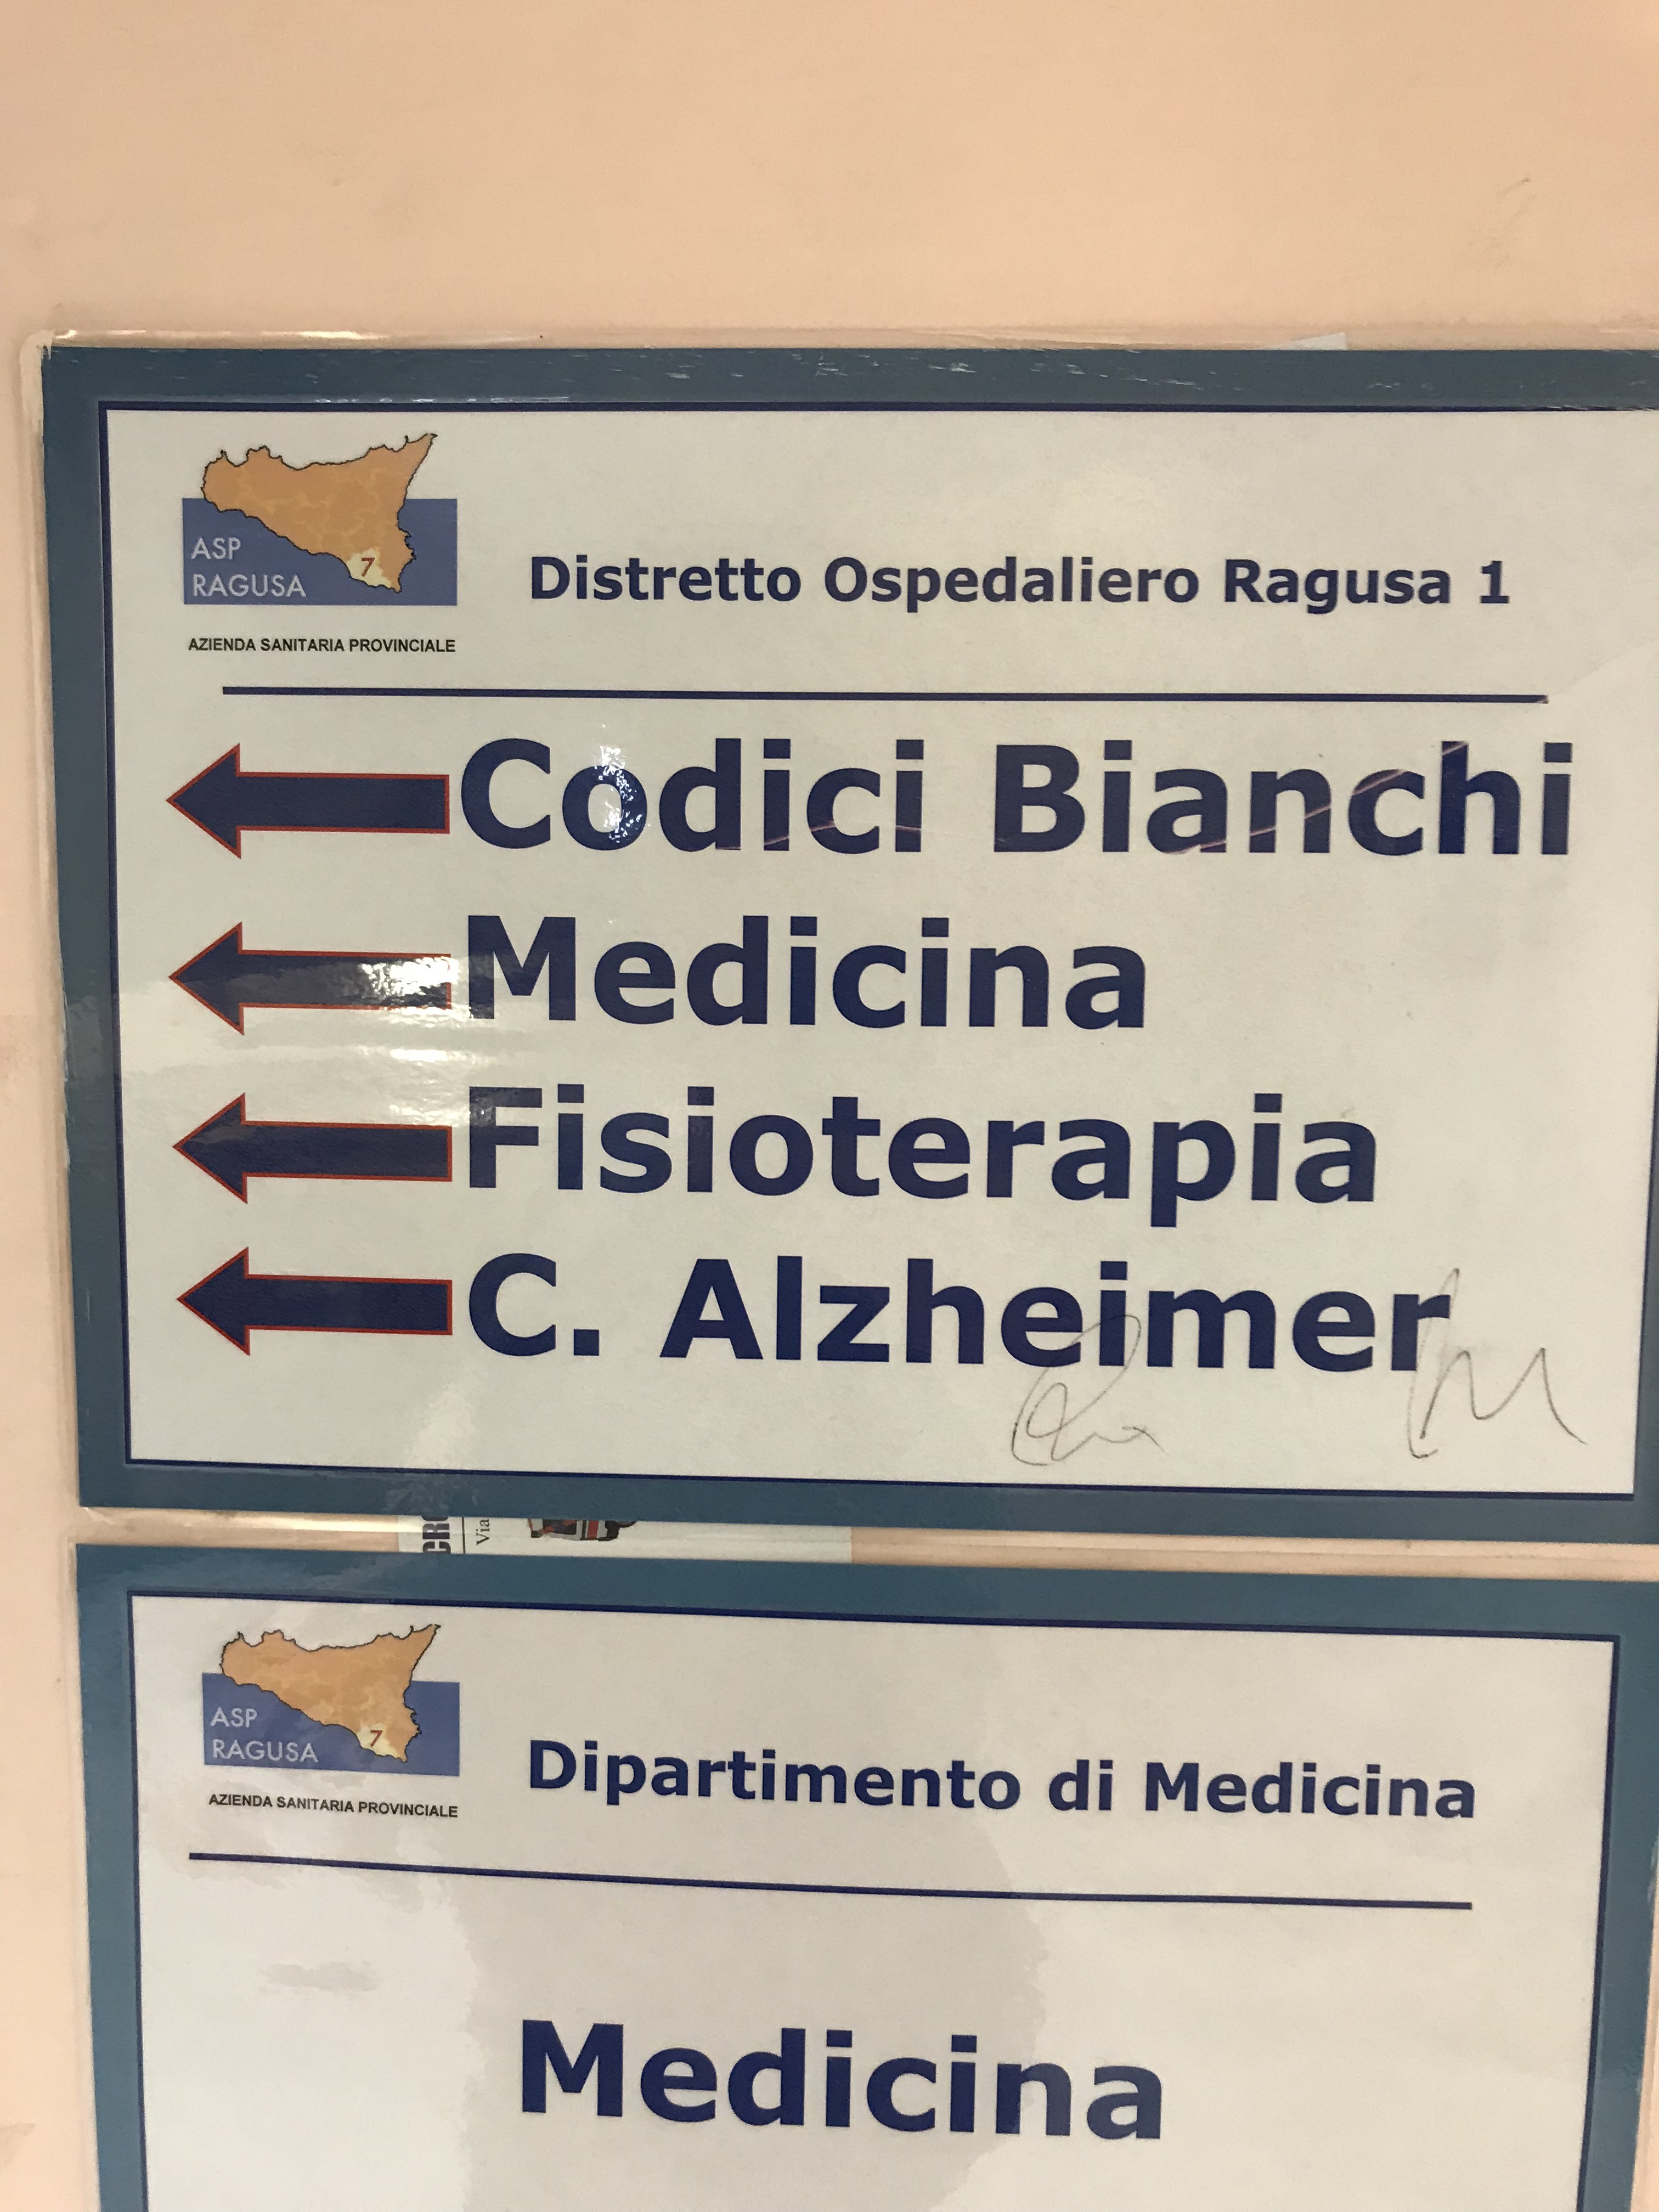 ASP
RAGUSA
7
AZIENDA SANITARIA PROVINCIALE
Distretto Ospedaliero Ragusa 1
Codici Bianchi
Medicina
Fisioterapia
C. Alzheimer
Via
ASP
RAGUSA
7
AZIENDA SANITARIA PROVINCIALE
Dipartimento di Medicina
Medicina